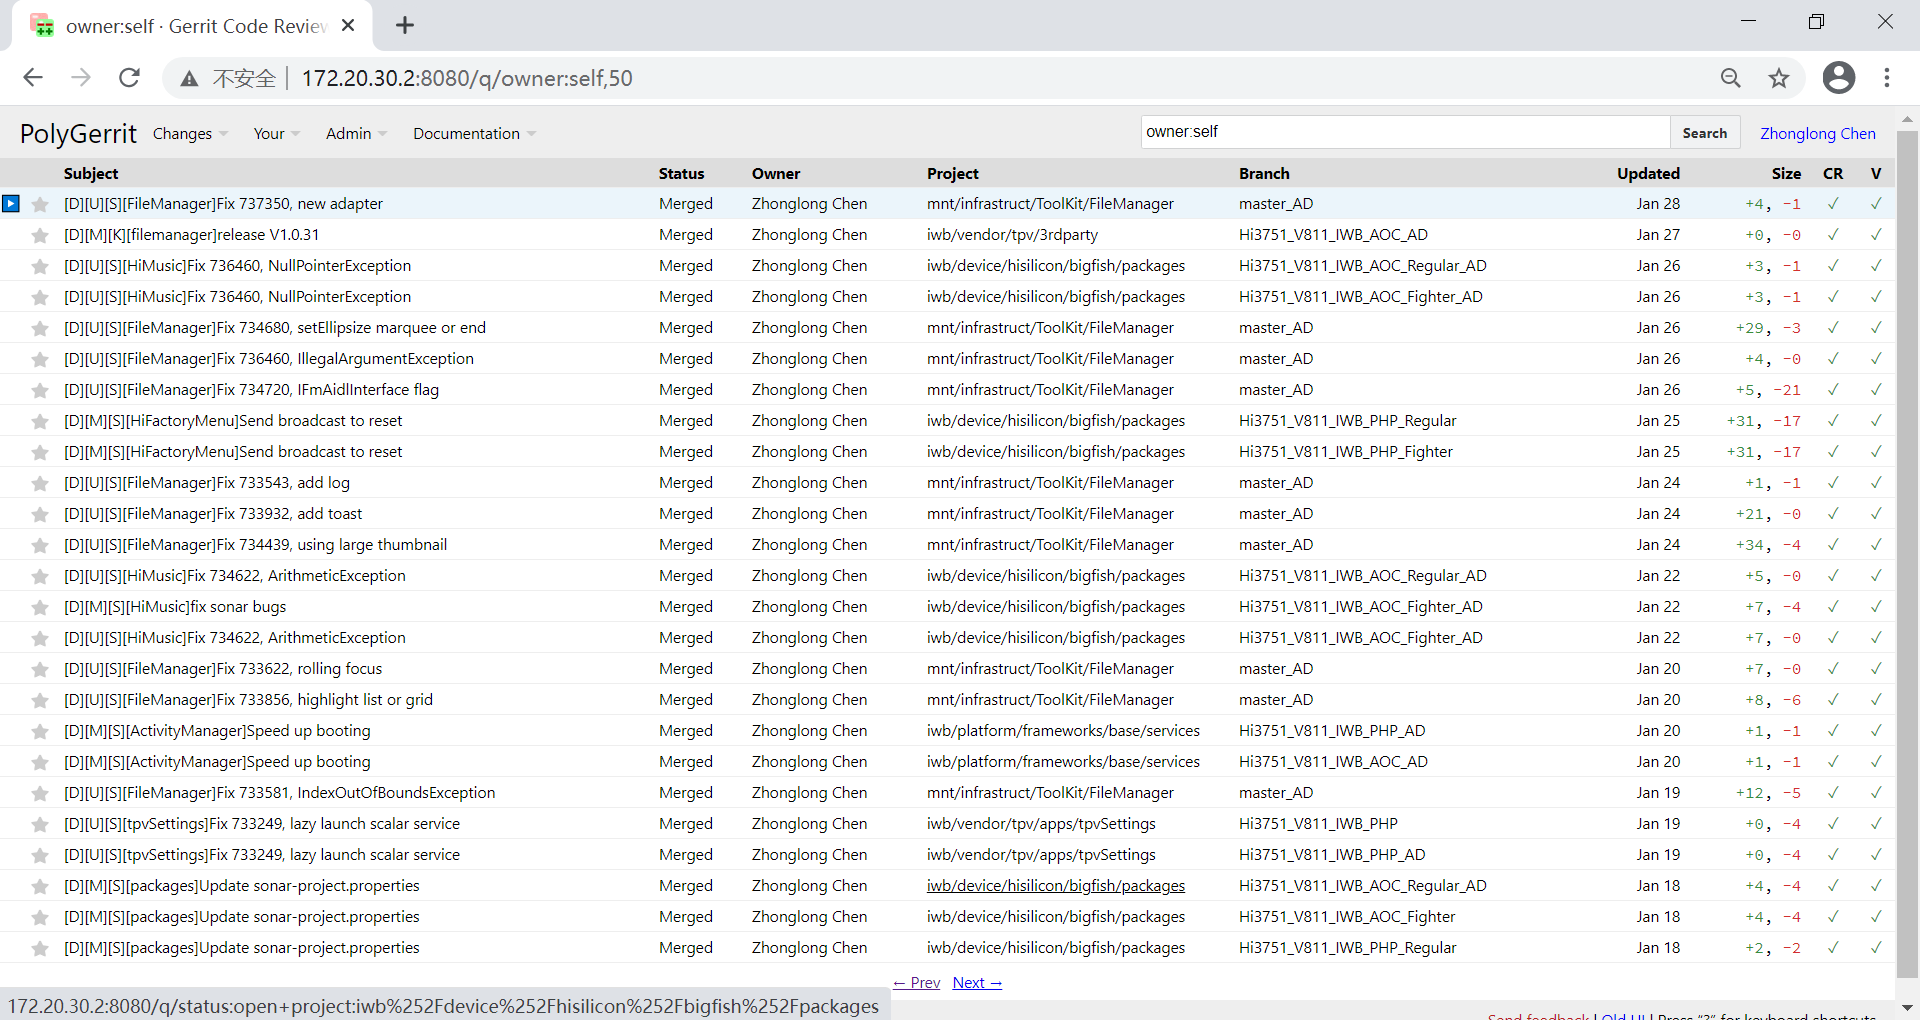 owner:self · Gerrit Code Review
不安全 172.20.30.2:8080/q/owner:self,50
PolyGerrit Changes Your Admin Documentation owner:self Search Zhonglong Chen
Subject Status Owner Project Branch Updated Size CR V
[D][U][S][FileManager]Fix 737350, new adapter Merged Zhonglong Chen mnt/infrastruct/ToolKit/FileManager master_AD Jan 28 +4, -1 ✓ ✓
[D][M][K][filemanager]release V1.0.31 Merged Zhonglong Chen iwb/vendor/tpv/3rdparty Hi3751_V811_IWB_AOC_AD Jan 27 +0, -0 ✓ ✓
[D][U][S][HiMusic]Fix 736460, NullPointerException Merged Zhonglong Chen iwb/device/hisilicon/bigfish/packages Hi3751_V811_IWB_AOC_Regular_AD Jan 26 +3, -1 ✓ ✓
[D][U][S][HiMusic]Fix 736460, NullPointerException Merged Zhonglong Chen iwb/device/hisilicon/bigfish/packages Hi3751_V811_IWB_AOC_Fighter_AD Jan 26 +3, -1 ✓ ✓
[D][U][S][FileManager]Fix 734680, setEllipsize marquee or end Merged Zhonglong Chen mnt/infrastruct/ToolKit/FileManager master_AD Jan 26 +29, -3 ✓ ✓
[D][U][S][FileManager]Fix 736460, IllegalArgumentException Merged Zhonglong Chen mnt/infrastruct/ToolKit/FileManager master_AD Jan 26 +4, -0 ✓ ✓
[D][U][S][FileManager]Fix 734720, IFmAidlInterface flag Merged Zhonglong Chen mnt/infrastruct/ToolKit/FileManager master_AD Jan 26 +5, -21 ✓ ✓
[D][M][S][HiFactoryMenu]Send broadcast to reset Merged Zhonglong Chen iwb/device/hisilicon/bigfish/packages Hi3751_V811_IWB_PHP_Regular Jan 25 +31, -17 ✓ ✓
[D][M][S][HiFactoryMenu]Send broadcast to reset Merged Zhonglong Chen iwb/device/hisilicon/bigfish/packages Hi3751_V811_IWB_PHP_Fighter Jan 25 +31, -17 ✓ ✓
[D][U][S][FileManager]Fix 733543, add log Merged Zhonglong Chen mnt/infrastruct/ToolKit/FileManager master_AD Jan 24 +1, -1 ✓ ✓
[D][U][S][FileManager]Fix 733932, add toast Merged Zhonglong Chen mnt/infrastruct/ToolKit/FileManager master_AD Jan 24 +21, -0 ✓ ✓
[D][U][S][FileManager]Fix 734439, using large thumbnail Merged Zhonglong Chen mnt/infrastruct/ToolKit/FileManager master_AD Jan 24 +34, -4 ✓ ✓
[D][U][S][HiMusic]Fix 734622, ArithmeticException Merged Zhonglong Chen iwb/device/hisilicon/bigfish/packages Hi3751_V811_IWB_AOC_Regular_AD Jan 22 +5, -0 ✓ ✓
[D][M][S][HiMusic]fix sonar bugs Merged Zhonglong Chen iwb/device/hisilicon/bigfish/packages Hi3751_V811_IWB_AOC_Fighter_AD Jan 22 +7, -4 ✓ ✓
[D][U][S][HiMusic]Fix 734622, ArithmeticException Merged Zhonglong Chen iwb/device/hisilicon/bigfish/packages Hi3751_V811_IWB_AOC_Fighter_AD Jan 22 +7, -0 ✓ ✓
[D][U][S][FileManager]Fix 733622, rolling focus Merged Zhonglong Chen mnt/infrastruct/ToolKit/FileManager master_AD Jan 20 +7, -0 ✓ ✓
[D][U][S][FileManager]Fix 733856, highlight list or grid Merged Zhonglong Chen mnt/infrastruct/ToolKit/FileManager master_AD Jan 20 +8, -6 ✓ ✓
[D][M][S][ActivityManager]Speed up booting Merged Zhonglong Chen iwb/platform/frameworks/base/services Hi3751_V811_IWB_PHP_AD Jan 20 +1, -1 ✓ ✓
[D][M][S][ActivityManager]Speed up booting Merged Zhonglong Chen iwb/platform/frameworks/base/services Hi3751_V811_IWB_AOC_AD Jan 20 +1, -1 ✓ ✓
[D][U][S][FileManager]Fix 733581, IndexOutOfBoundsException Merged Zhonglong Chen mnt/infrastruct/ToolKit/FileManager master_AD Jan 19 +12, -5 ✓ ✓
[D][U][S][tpvSettings]Fix 733249, lazy launch scalar service Merged Zhonglong Chen iwb/vendor/tpv/apps/tpvSettings Hi3751_V811_IWB_PHP Jan 19 +0, -4 ✓ ✓
[D][U][S][tpvSettings]Fix 733249, lazy launch scalar service Merged Zhonglong Chen iwb/vendor/tpv/apps/tpvSettings Hi3751_V811_IWB_PHP_AD Jan 19 +0, -4 ✓ ✓
[D][M][S][packages]Update sonar-project.properties Merged Zhonglong Chen iwb/device/hisilicon/bigfish/packages Hi3751_V811_IWB_AOC_Regular_AD Jan 18 +4, -4 ✓ ✓
[D][M][S][packages]Update sonar-project.properties Merged Zhonglong Chen iwb/device/hisilicon/bigfish/packages Hi3751_V811_IWB_AOC_Fighter Jan 18 +4, -4 ✓ ✓
[D][M][S][packages]Update sonar-project.properties Merged Zhonglong Chen iwb/device/hisilicon/bigfish/packages Hi3751_V811_IWB_PHP_Regular Jan 18 +2, -2 ✓ ✓
← Prev Next →
172.20.30.2:8080/q/status:open+project:iwb%252Fdevice%252Fhisilicon%252Fbigfish%252Fpackages
Send feedback | Old UI | Press "?" for keyboard shortcuts